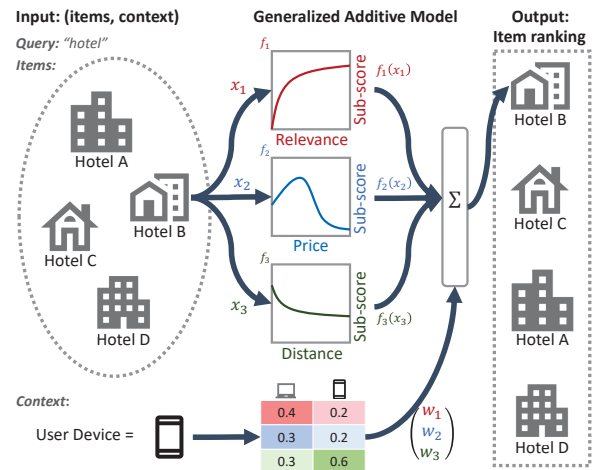 Input: (items, context)
Generalized Additive Model
Output:
Item ranking
Query: “hotel”
Items:
Hotel A
Hotel B
Hotel C
Hotel D
x₁
f₁
Relevance
Sub-score
f₁(x₁)
x₂
f₂
Price
Sub-score
f₂(x₂)
x₃
f₃
Distance
Sub-score
f₃(x₃)
Σ
Hotel B
Hotel C
Hotel A
Hotel D
Context:
User Device =
0.4 0.2
0.3 0.2
0.3 0.6
w₁
w₂
w₃